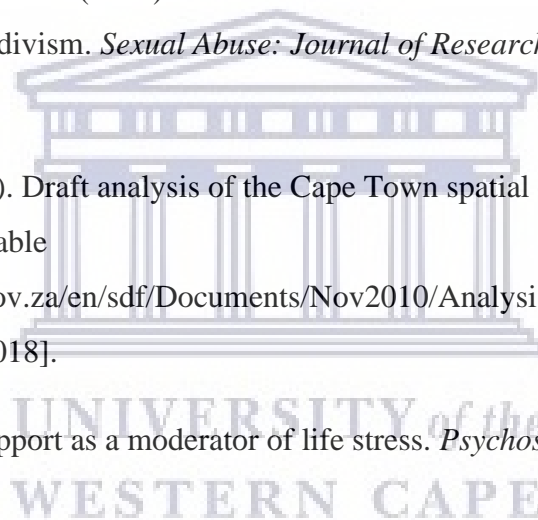 divism. Sexual Abuse: Journal of Research
). Draft analysis of the Cape Town spatial
able
ov.za/en/sdf/Documents/Nov2010/Analysi
018].
UNIVERSITY of the
pport as a moderator of life stress. Psychos
WESTERN CAPE